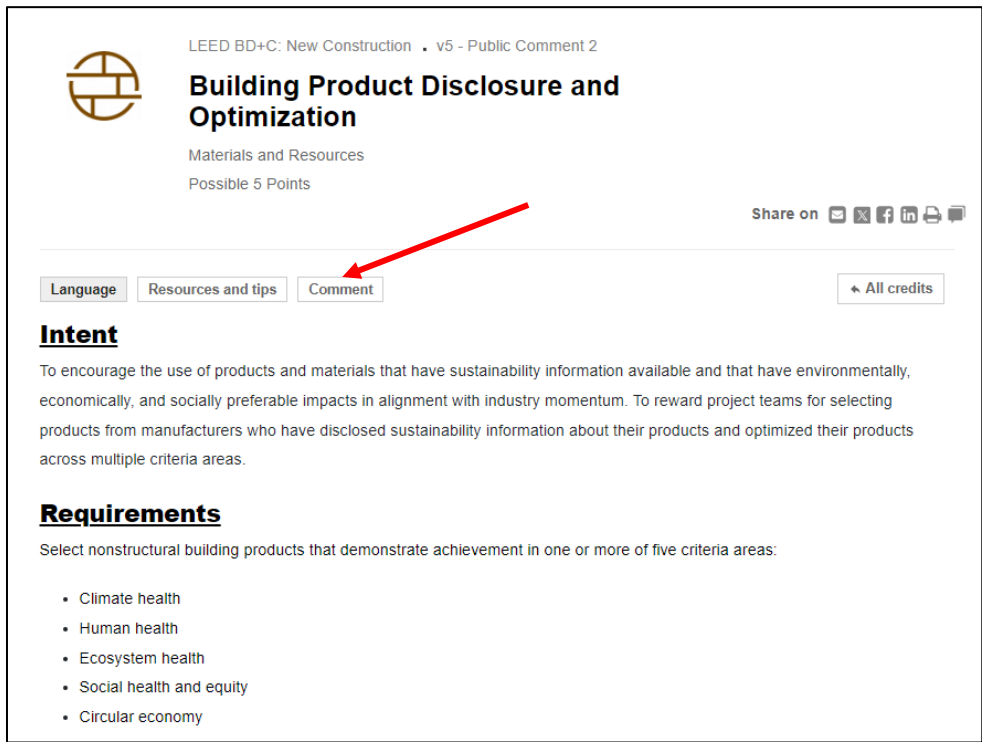 LEED BD+C: New Construction . v5 - Public Comment 2
Building Product Disclosure and
Optimization
Materials and Resources
Possible 5 Points
Share on
Language Resources and tips Comment All credits
Intent
To encourage the use of products and materials that have sustainability information available and that have environmentally,
economically, and socially preferable impacts in alignment with industry momentum. To reward project teams for selecting
products from manufacturers who have disclosed sustainability information about their products and optimized their products
across multiple criteria areas.
Requirements
Select nonstructural building products that demonstrate achievement in one or more of five criteria areas:
• Climate health
• Human health
• Ecosystem health
• Social health and equity
• Circular economy